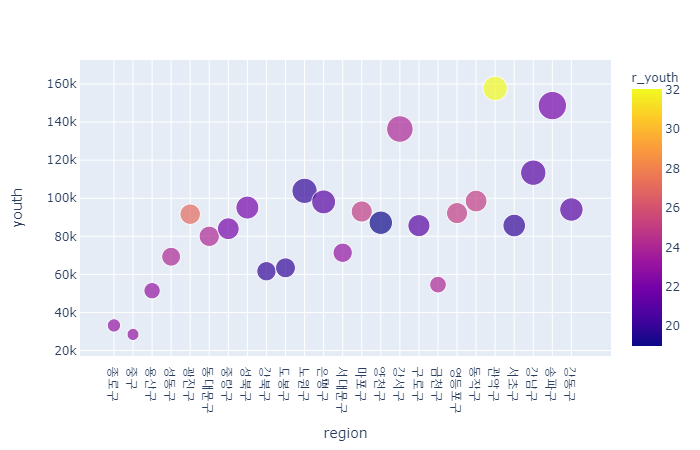 r_youth
32
30
28
26
24
22
20
160k
140k
120k
100k
80k
60k
40k
20k
youth
종로구
중구
용산구
성동구
광진구
동대문구
중랑구
성북구
강북구
도봉구
노원구
은평구
서대문구
마포구
양천구
강서구
구로구
금천구
영등포구
동작구
관악구
서초구
강남구
송파구
강동구
region